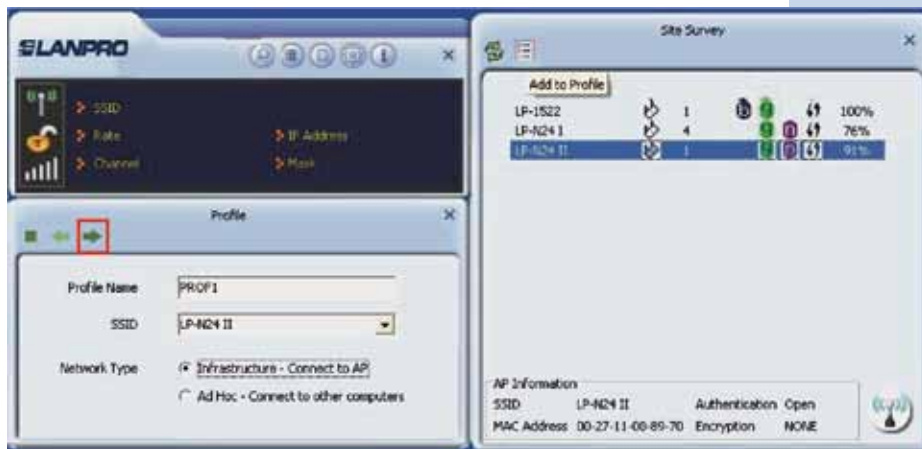 LANPRO
SSID
Rate
IP Address
Channel
Mask
Profile
Profile Name
PROF1
SSID
LP-N24 II
Network Type
Infrastructure - Connect to AP
Ad Hoc - Connect to other computers
Site Survey
Add to Profile
LP-1522 1 100%
LP-N24 I 4 76%
LP-N24 II 1 91%
AP Information
SSID LP-N24 II Authentication Open
MAC Address 00-27-11-00-89-70 Encryption NONE